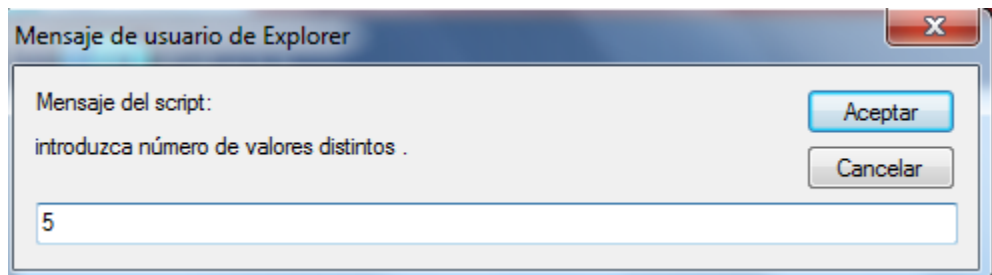 Mensaje de usuario de Explorer
Mensaje del script:
introduzca número de valores distintos .
Aceptar
Cancelar
5